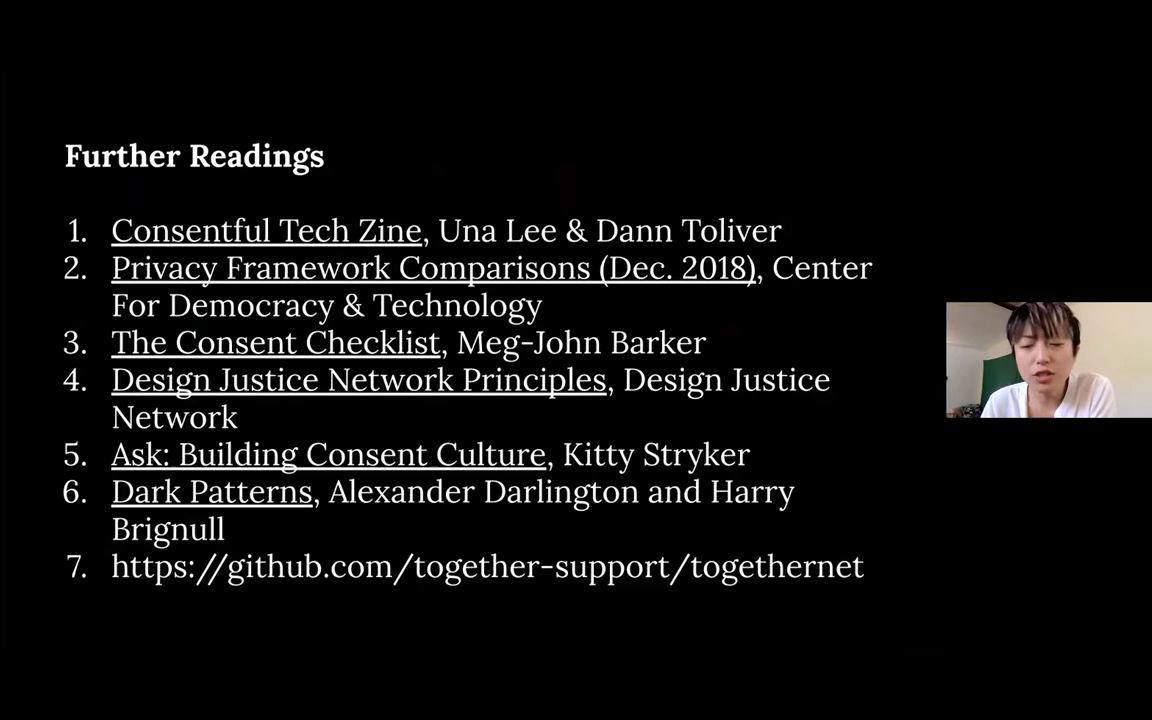 Further Readings
1. Consentful Tech Zine, Una Lee & Dann Toliver
2. Privacy Framework Comparisons (Dec. 2018), Center
For Democracy & Technology
3. The Consent Checklist, Meg-John Barker
4. Design Justice Network Principles, Design Justice
Network
5. Ask: Building Consent Culture, Kitty Stryker
6. Dark Patterns, Alexander Darlington and Harry
Brignull
7. https://github.com/together-support/togethernet